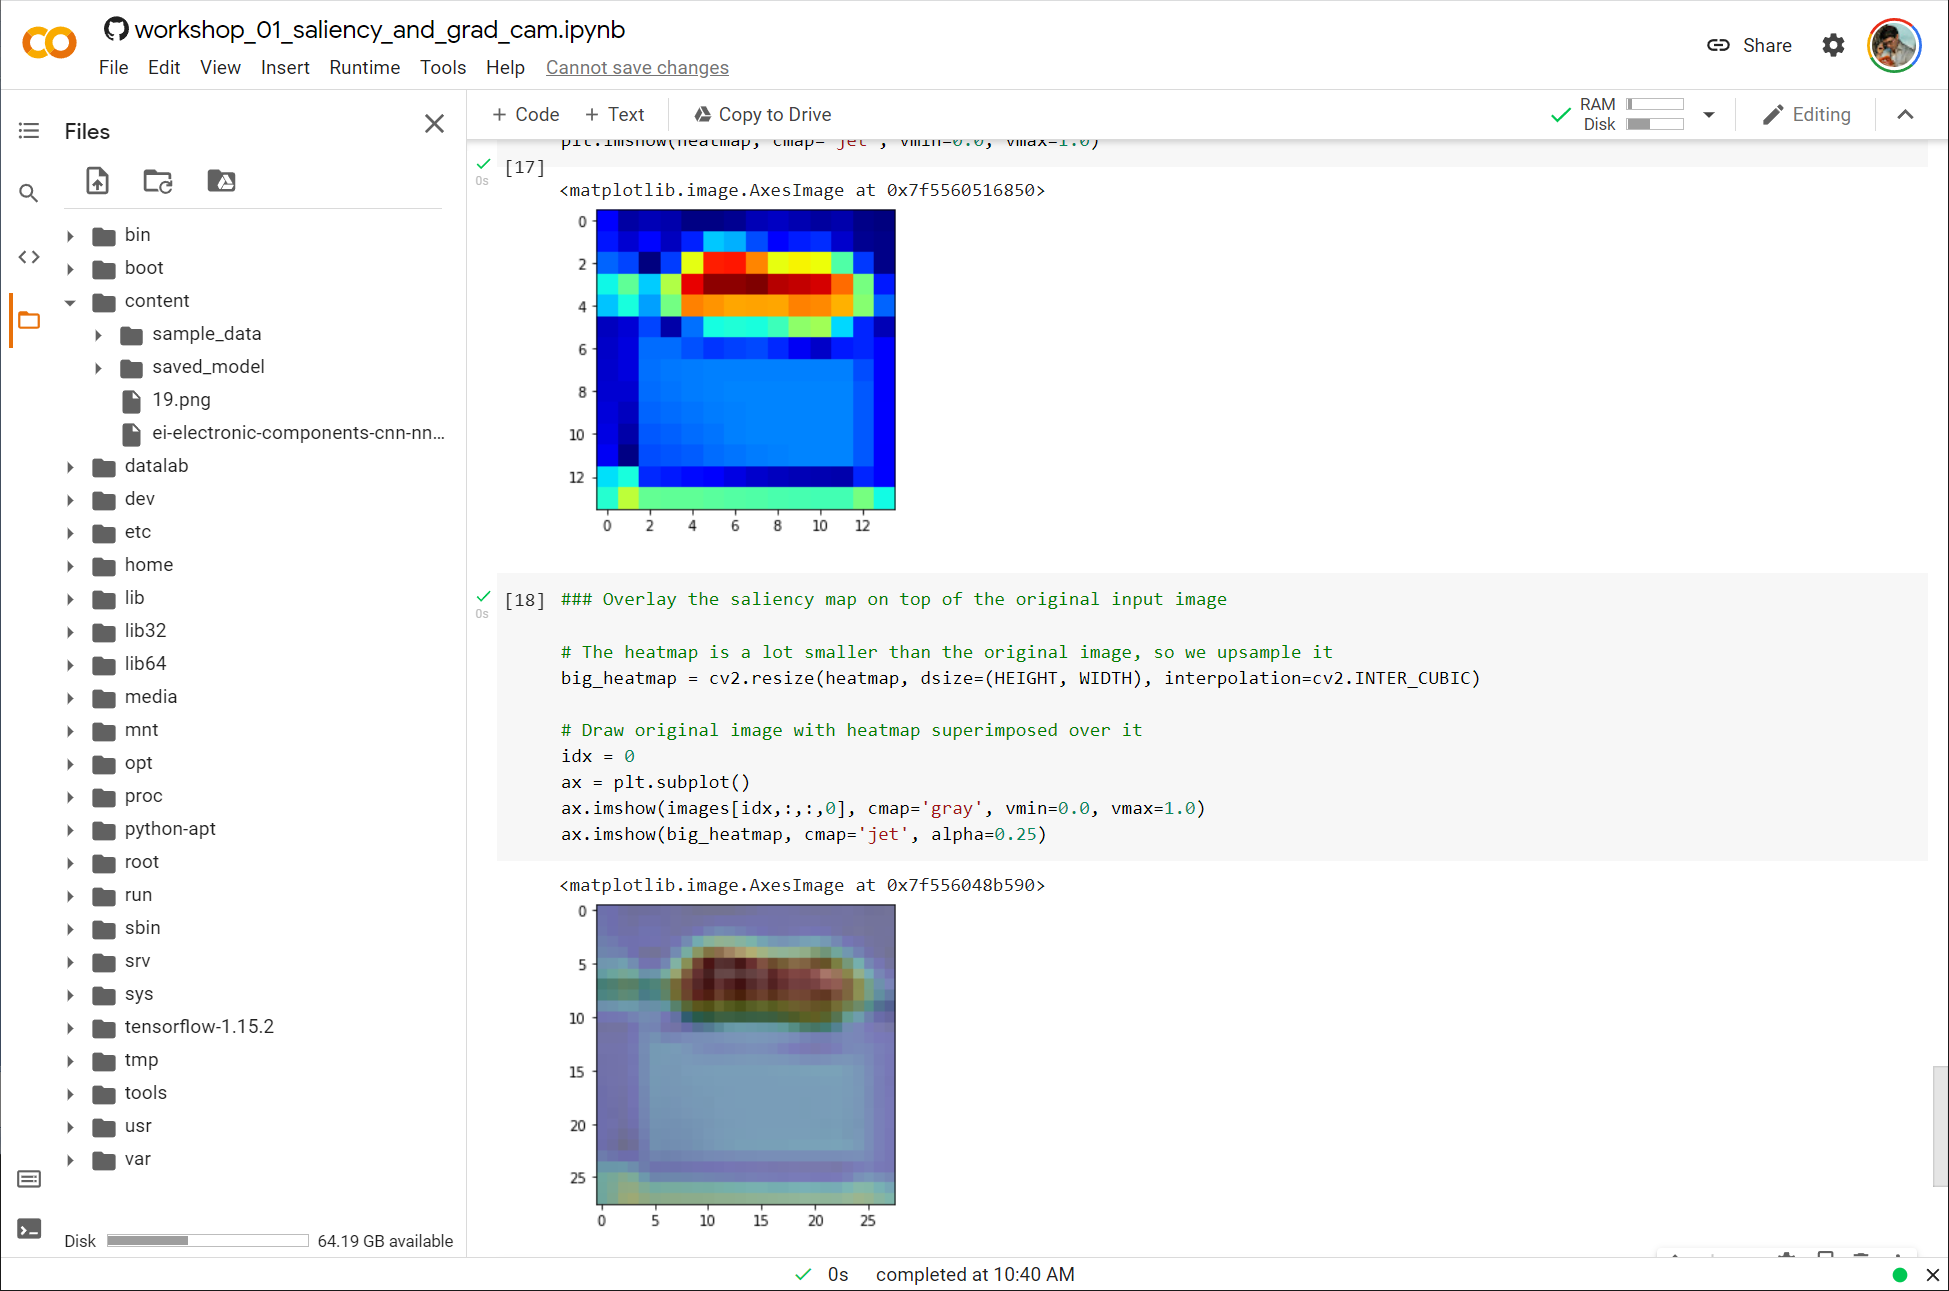 workshop_01_saliency_and_grad_cam.ipynb
File Edit View Insert Runtime Tools Help Cannot save changes
Share
Files
+ Code + Text Copy to Drive
RAM
Disk
Editing
bin
boot
content
sample_data
saved_model
19.png
ei-electronic-components-cnn-nn...
datalab
dev
etc
home
lib
lib32
lib64
media
mnt
opt
proc
python-apt
root
run
sbin
srv
sys
tensorflow-1.15.2
tmp
tools
usr
var
Disk 64.19 GB available
plt.imshow(heatmap, cmap='jet', vmin=0.0, vmax=1.0)
[17]
0s
<matplotlib.image.AxesImage at 0x7f5560516850>
0
2
4
6
8
10
12
0 2 4 6 8 10 12
[18] ### Overlay the saliency map on top of the original input image
0s
# The heatmap is a lot smaller than the original image, so we upsample it
big_heatmap = cv2.resize(heatmap, dsize=(HEIGHT, WIDTH), interpolation=cv2.INTER_CUBIC)
# Draw original image with heatmap superimposed over it
idx = 0
ax = plt.subplot()
ax.imshow(images[idx,:,:,0], cmap='gray', vmin=0.0, vmax=1.0)
ax.imshow(big_heatmap, cmap='jet', alpha=0.25)
<matplotlib.image.AxesImage at 0x7f556048b590>
0
5
10
15
20
25
0 5 10 15 20 25
0s completed at 10:40 AM